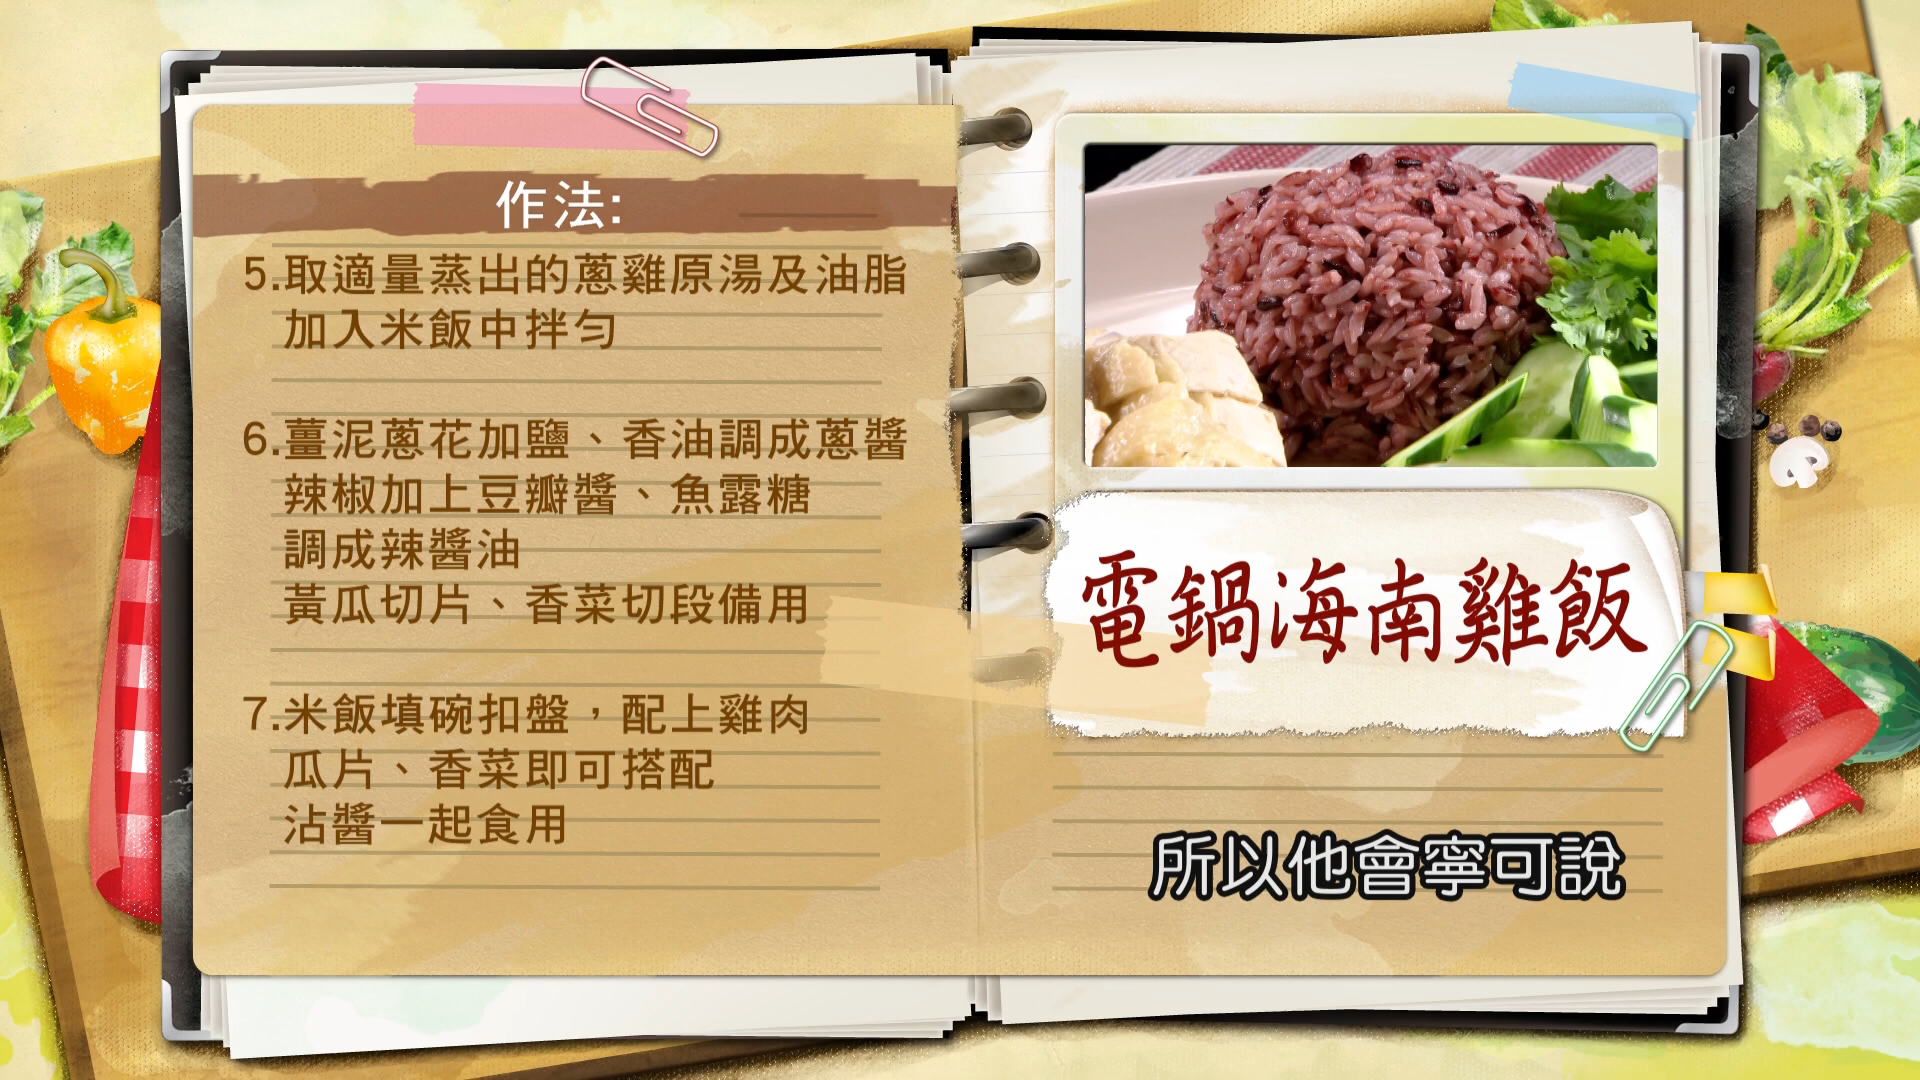 作法:
5.取適量蒸出的蔥雞原湯及油脂
加入米飯中拌勻
6.薑泥蔥花加鹽、香油調成蔥醬
辣椒加上豆瓣醬、魚露糖
調成辣醬油
黃瓜切片、香菜切段備用
7.米飯填碗扣盤，配上雞肉
瓜片、香菜即可搭配
沾醬一起食用
電鍋海南雞飯
所以他會寧可說